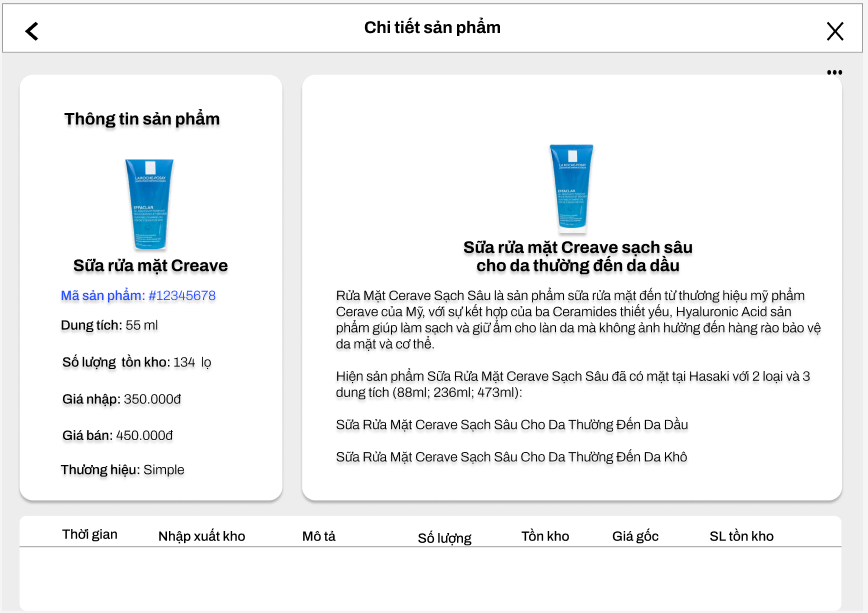 Chi tiết sản phẩm
Thông tin sản phẩm
LA ROCHE-POSAY
EFFACLAR
Sữa rửa mặt Creave
Mã sản phẩm: #12345678
Dung tích: 55 ml
Số lượng tồn kho: 134 lọ
Giá nhập: 350.000đ
Giá bán: 450.000đ
Thương hiệu: Simple
LA ROCHE-POSAY
EFFACLAR
Sữa rửa mặt Creave sạch sâu
cho da thường đến da dầu
Rửa Mặt Cerave Sạch Sâu là sản phẩm sữa rửa mặt đến từ thương hiệu mỹ phẩm
Cerave của Mỹ, với sự kết hợp của ba Ceramides thiết yếu, Hyaluronic Acid sản
phẩm giúp làm sạch và giữ ẩm cho làn da mà không ảnh hưởng đến hàng rào bảo vệ
da mặt và cơ thể.
Hiện sản phẩm Sữa Rửa Mặt Cerave Sạch Sâu đã có mặt tại Hasaki với 2 loại và 3
dung tích (88ml; 236ml; 473ml):
Sữa Rửa Mặt Cerave Sạch Sâu Cho Da Thường Đến Da Dầu
Sữa Rửa Mặt Cerave Sạch Sâu Cho Da Thường Đến Da Khô
Thời gian Nhập xuất kho Mô tả Số lượng Tồn kho Giá gốc SL tồn kho